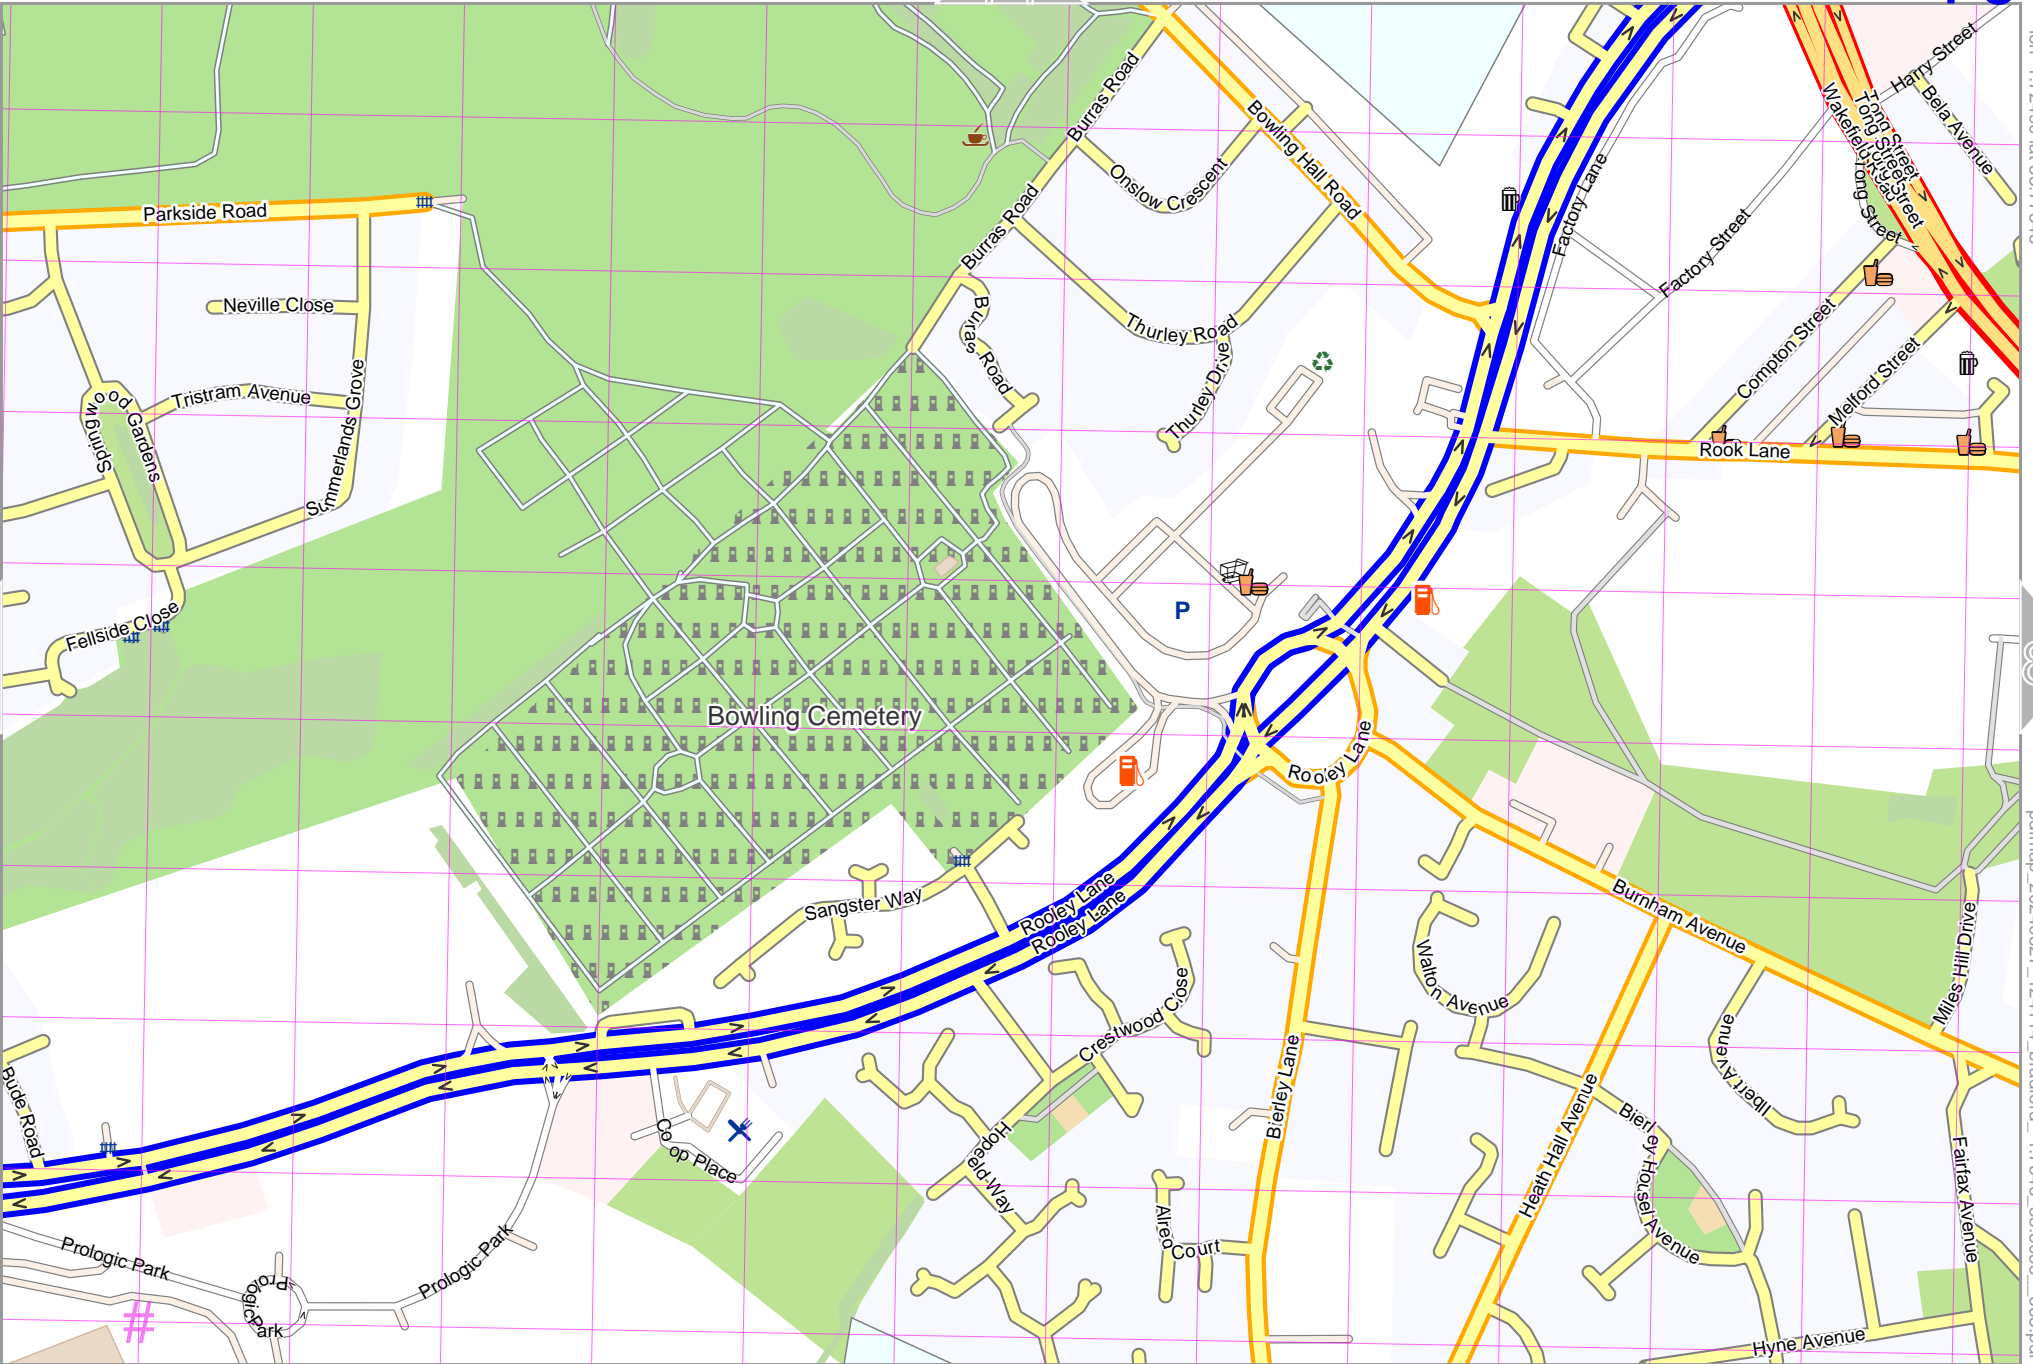 Burras Road
Harry Street
Bela Avenue
Tong Street
Tong Street
Wakefield Road
Tong Street
Bowling Hall Road
Onslow Crescent
Factory Lane
Factory Street
Parkside Road
Burras Road
Neville Close
Burras Road
Thurley Road
Thurley Drive
Compton Street
Melford Street
Tristram Avenue
Springwood Gardens
Summerlands Grove
Rook Lane
Fellside Close
P
Bowling Cemetery
Rooley Lane
Sangster Way
Rooley Lane
Rooley Lane
Burnham Avenue
Walton Avenue
Miles Hill Drive
Crestwood Close
Bierley Lane
Ilbert Avenue
Bude Road
Co op Place
Hopefield Way
Heath Hall Avenue
Bierley House Avenue
Fairfax Avenue
Alred Court
Prologic Park
Prologic Park
Prologic Park
#
Hyne Avenue